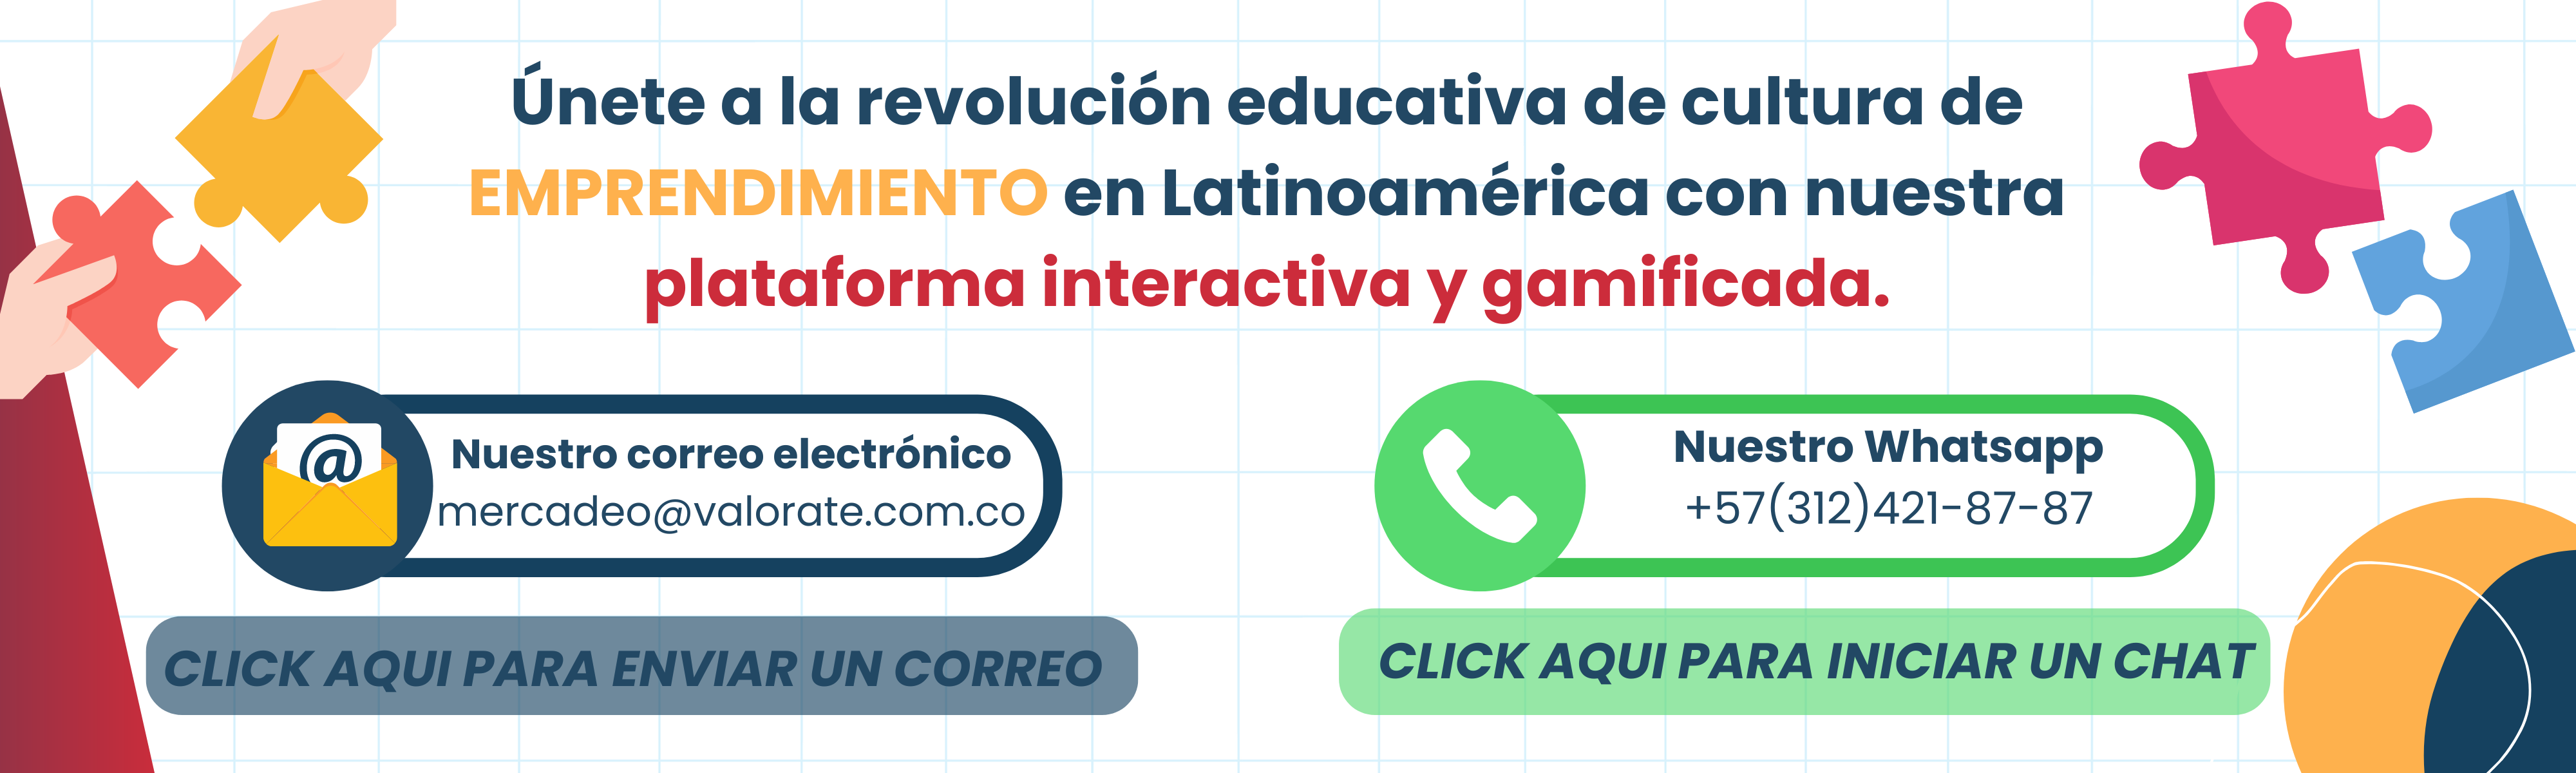 Únete a la revolución educativa de cultura de
EMPRENDIMIENTO en Latinoamérica con nuestra
plataforma interactiva y gamificada.
@
Nuestro correo electrónico
mercadeo@valorate.com.co
CLICK AQUI PARA ENVIAR UN CORREO
Nuestro Whatsapp
+57(312)421-87-87
CLICK AQUI PARA INICIAR UN CHAT